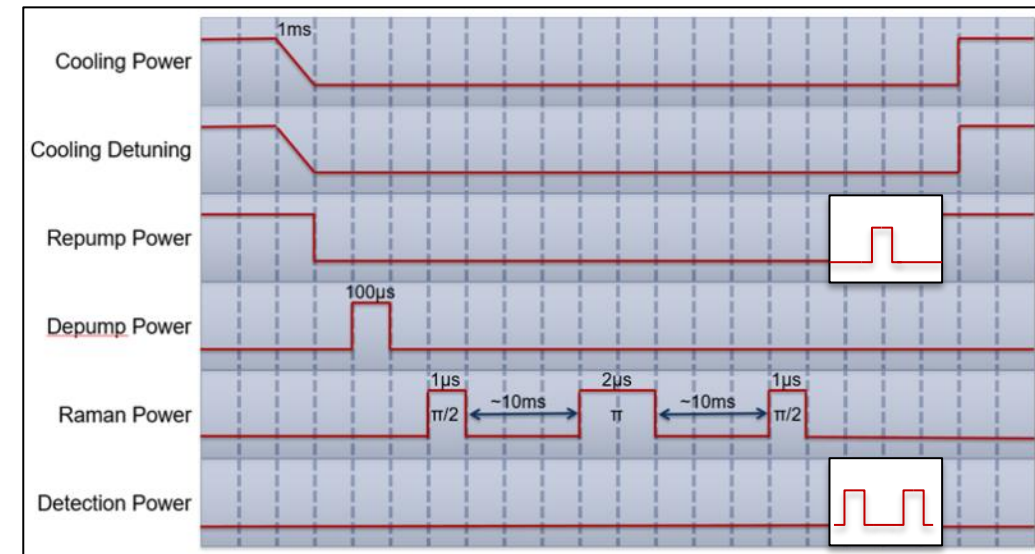 1ms
Cooling Power
Cooling Detuning
Repump Power
100µs
Depump Power
1µs 2µs 1µs
~10ms ~10ms
Raman Power π/2 π π/2
Detection Power